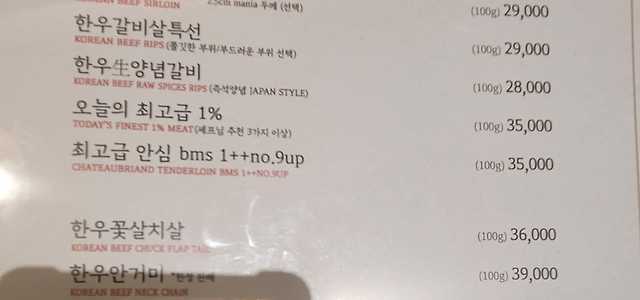 KOREAN BEEF SIRLOIN 2.5cm mania 두께 (선택) (100g) 29,000
한우갈비살특선
KOREAN BEEF RIPS (쫄깃한 부위/부드러운 부위 선택) (100g) 29,000
한우生양념갈비
KOREAN BEEF RAW SPICES RIPS (즉석양념 JAPAN STYLE) (100g) 28,000
오늘의 최고급 1%
TODAY'S FINEST 1% MEAT (쉐프님 추천 3가지 이상) (100g) 35,000
최고급 안심 bms 1++no.9up
CHATEAUBRIAND TENDERLOIN BMS 1++NO.9UP (100g) 35,000
한우꽃살치살
KOREAN BEEF CHUCK FLAP TAIL (100g) 36,000
한우안거미 *한정 판매
KOREAN BEEF NECK CHAIN (100g) 39,000